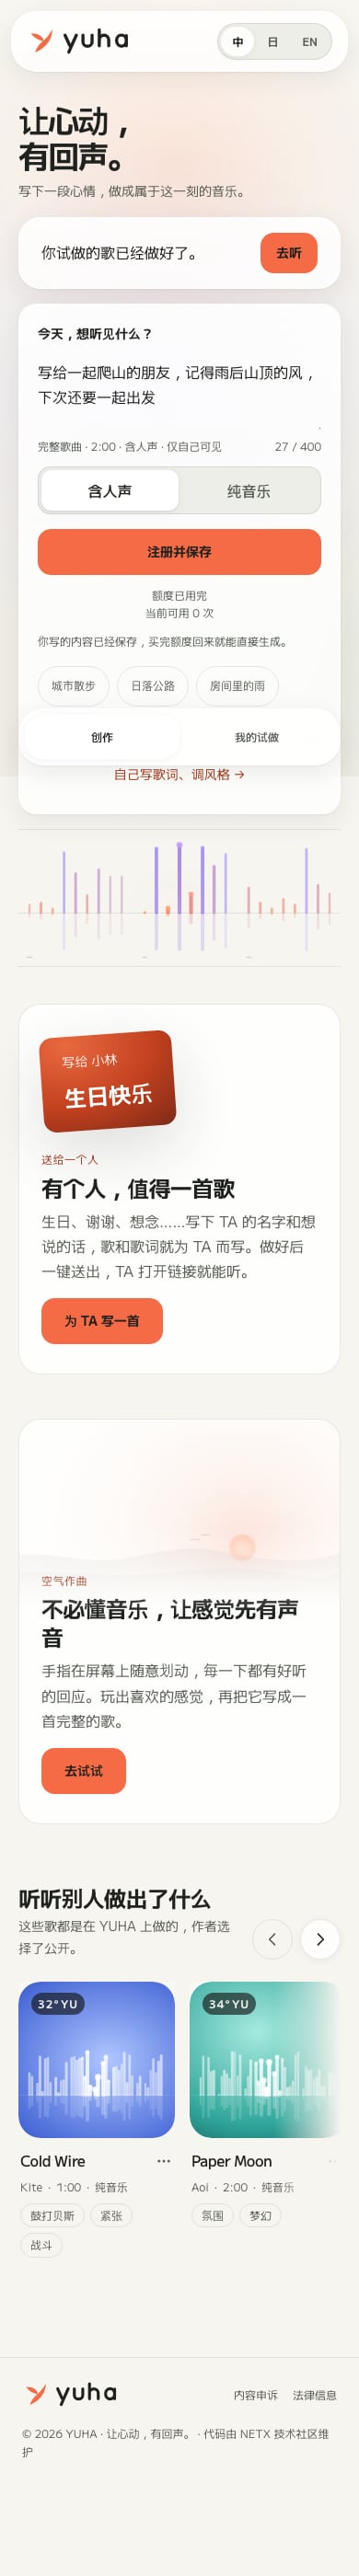 yuha
中 日 EN
让心动，
有回声。
写下一段心情，做成属于这一刻的音乐。
你试做的歌已经做好了。 去听
今天，想听见什么？
写给一起爬山的朋友，记得雨后山顶的风，
下次还要一起出发
完整歌曲 · 2:00 · 含人声 · 仅自己可见 27 / 400
含人声 纯音乐
注册并保存
额度已用完
当前可用 0 次
你写的内容已经保存，买完额度回来就能直接生成。
城市散步 日落公路 房间里的雨
创作 我的试做
自己写歌词、调风格 →
写给 小林
生日快乐
送给一个人
有个人，值得一首歌
生日、谢谢、想念……写下 TA 的名字和想
说的话，歌和歌词就为 TA 而写。做好后
一键送出，TA 打开链接就能听。
为 TA 写一首
空气作曲
不必懂音乐，让感觉先有声
音
手指在屏幕上随意划动，每一下都有好听
的回应。玩出喜欢的感觉，再把它写成一
首完整的歌。
去试试
听听别人做出了什么
这些歌都是在 YUHA 上做的，作者选
择了公开。
32°YU 34°YU
Cold Wire ··· Paper Moon
Kite · 1:00 · 纯音乐 Aoi · 2:00 · 纯音乐
鼓打贝斯 紧张 氛围 梦幻
战斗
yuha 内容申诉 法律信息
© 2026 YUHA · 让心动，有回声。 · 代码由 NETX 技术社区维
护